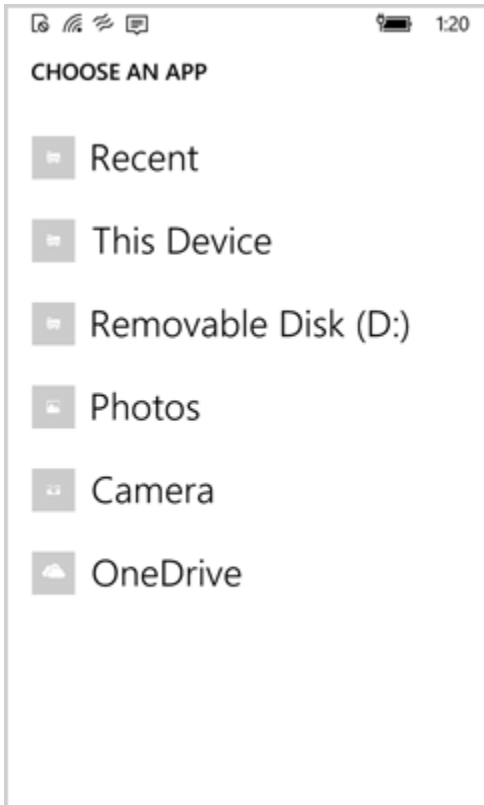 1:20
CHOOSE AN APP
Recent
This Device
Removable Disk (D:)
Photos
Camera
OneDrive